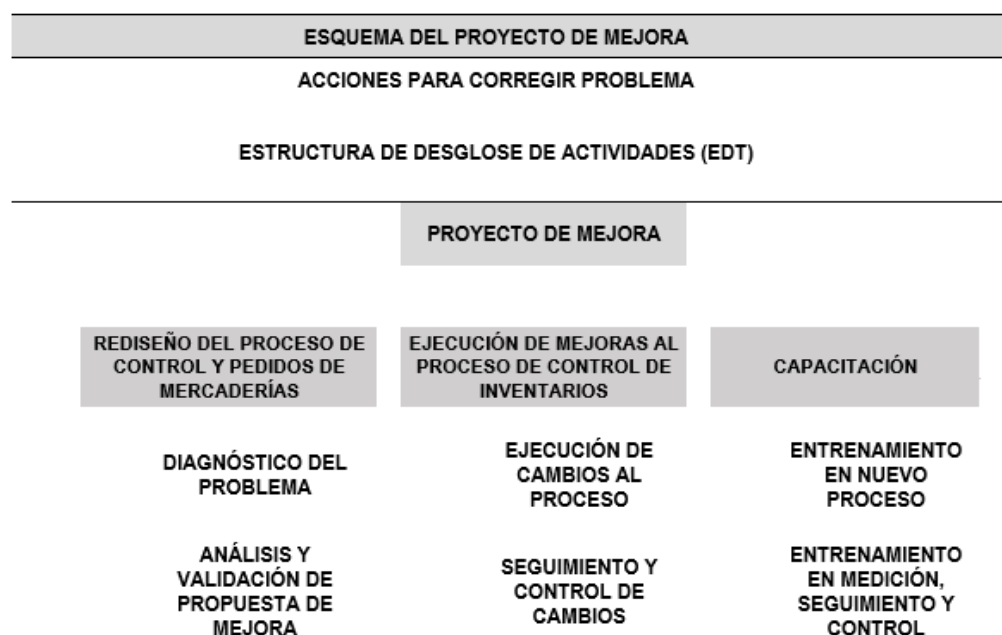 ESQUEMA DEL PROYECTO DE MEJORA
ACCIONES PARA CORREGIR PROBLEMA
ESTRUCTURA DE DESGLOSE DE ACTIVIDADES (EDT)
PROYECTO DE MEJORA
REDISEÑO DEL PROCESO DE
CONTROL Y PEDIDOS DE
MERCADERÍAS
EJECUCIÓN DE MEJORAS AL
PROCESO DE CONTROL DE
INVENTARIOS
CAPACITACIÓN
DIAGNÓSTICO DEL
PROBLEMA
EJECUCIÓN DE
CAMBIOS AL
PROCESO
ENTRENAMIENTO
EN NUEVO
PROCESO
ANÁLISIS Y
VALIDACIÓN DE
PROPUESTA DE
MEJORA
SEGUIMIENTO Y
CONTROL DE
CAMBIOS
ENTRENAMIENTO
EN MEDICIÓN,
SEGUIMIENTO Y
CONTROL